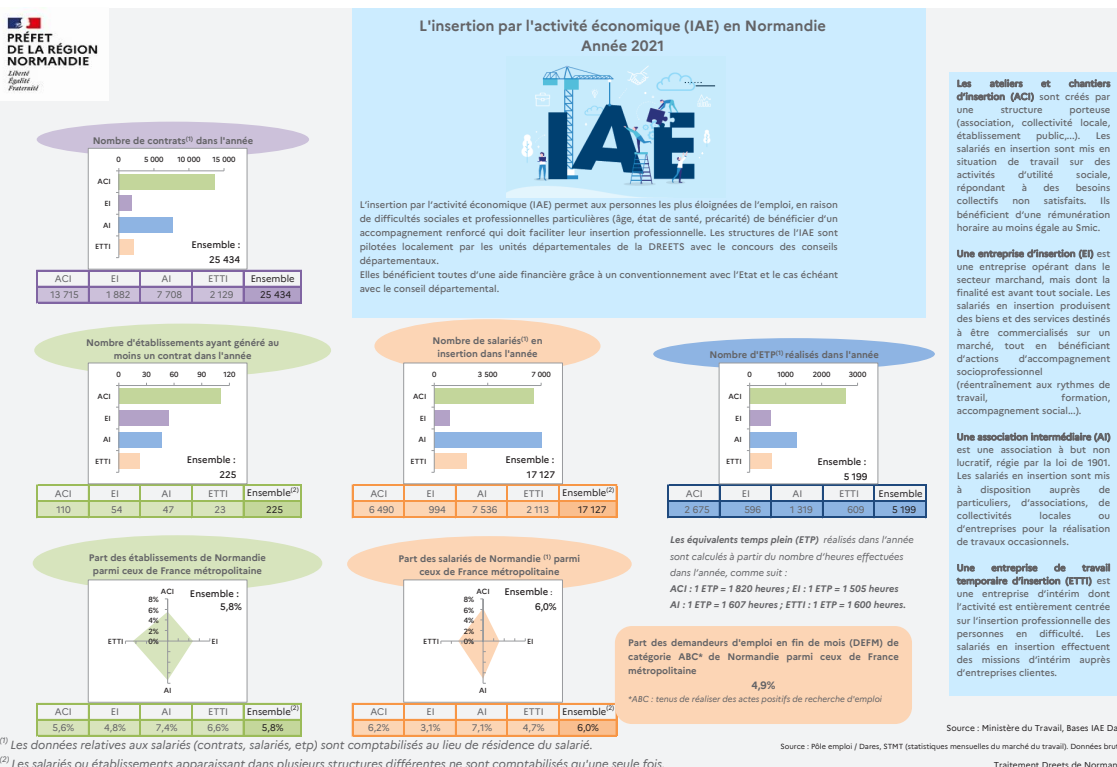 PRÉFET
DE LA RÉGION
NORMANDIE
Liberté
Égalité
Fraternité
L'insertion par l'activité économique (IAE) en Normandie
Année 2021
IAE
L'insertion par l'activité économique (IAE) permet aux personnes les plus éloignées de l'emploi, en raison
de difficultés sociales et professionnelles particulières (âge, état de santé, précarité) de bénéficier d'un
accompagnement renforcé qui doit faciliter leur insertion professionnelle. Les structures de l'IAE sont
pilotées localement par les unités départementales de la DREETS avec le concours des conseils
départementaux.
Elles bénéficient toutes d'une aide financière grâce à un conventionnement avec l'Etat et le cas échéant
avec le conseil départemental.
Nombre de contrats(1) dans l'année
0 5 000 10 000 15 000
ACI
EI
AI
ETTI
Ensemble :
25 434
ACI EI AI ETTI Ensemble
13 715 1 882 7 708 2 129 25 434
Nombre d'établissements ayant généré au
moins un contrat dans l'année
0 30 60 90 120
ACI
EI
AI
ETTI
Ensemble :
225
ACI EI AI ETTI Ensemble(2)
110 54 47 23 225
Nombre de salariés(1) en
insertion dans l'année
0 3 500 7 000
ACI
EI
AI
ETTI
Ensemble :
17 127
ACI EI AI ETTI Ensemble(2)
6 490 994 7 536 2 113 17 127
Nombre d'ETP(1) réalisés dans l'année
0 1000 2000 3000
ACI
EI
AI
ETTI
Ensemble :
5 199
ACI EI AI ETTI Ensemble
2 675 596 1 319 609 5 199
Part des établissements de Normandie
parmi ceux de France métropolitaine
ACI
8%
6%
4%
2%
0%
ETTI
EI
AI
Ensemble :
5,8%
ACI EI AI ETTI Ensemble(2)
5,6% 4,8% 7,4% 6,6% 5,8%
Part des salariés de Normandie (1) parmi
ceux de France métropolitaine
ACI
8%
6%
4%
2%
0%
ETTI
EI
AI
Ensemble :
6,0%
ACI EI AI ETTI Ensemble(2)
6,2% 3,1% 7,1% 4,7% 6,0%
Les équivalents temps plein (ETP) réalisés dans l'année
sont calculés à partir du nombre d'heures effectuées
dans l'année, comme suit :
ACI : 1 ETP = 1 820 heures ; EI : 1 ETP = 1 505 heures
AI : 1 ETP = 1 607 heures ; ETTI : 1 ETP = 1 600 heures.
Part des demandeurs d'emploi en fin de mois (DEFM) de
catégorie ABC* de Normandie parmi ceux de France
métropolitaine
4,9%
*ABC : tenus de réaliser des actes positifs de recherche d'emploi
Les ateliers et chantiers
d'insertion (ACI) sont créés par
une structure porteuse
(association, collectivité locale,
établissement public,...). Les
salariés en insertion sont mis en
situation de travail sur des
activités d'utilité sociale,
répondant à des besoins
collectifs non satisfaits. Ils
bénéficient d'une rémunération
horaire au moins égale au Smic.
Une entreprise d'insertion (EI) est
une entreprise opérant dans le
secteur marchand, mais dont la
finalité est avant tout sociale. Les
salariés en insertion produisent
des biens et des services destinés
à être commercialisés sur un
marché, tout en bénéficiant
d'actions d'accompagnement
socioprofessionnel
(réentraînement aux rythmes de
travail, formation,
accompagnement social...).
Une association intermédiaire (AI)
est une association à but non
lucratif, régie par la loi de 1901.
Les salariés en insertion sont mis
à disposition auprès de
particuliers, d'associations, de
collectivités locales ou
d'entreprises pour la réalisation
de travaux occasionnels.
Une entreprise de travail
temporaire d'insertion (ETTI) est
une entreprise d'intérim dont
l'activité est entièrement centrée
sur l'insertion professionnelle des
personnes en difficulté. Les
salariés en insertion effectuent
des missions d'intérim auprès
d'entreprises clientes.
Source : Ministère du Travail, Bases IAE Da
Source : Pôle emploi / Dares, STMT (statistiques mensuelles du marché du travail). Données brut
Traitement Dreets de Norman
(1) Les données relatives aux salariés (contrats, salariés, etp) sont comptabilisés au lieu de résidence du salarié.
(2) Les salariés ou établissements apparaissant dans plusieurs structures différentes ne sont comptabilisés qu'une seule fois.